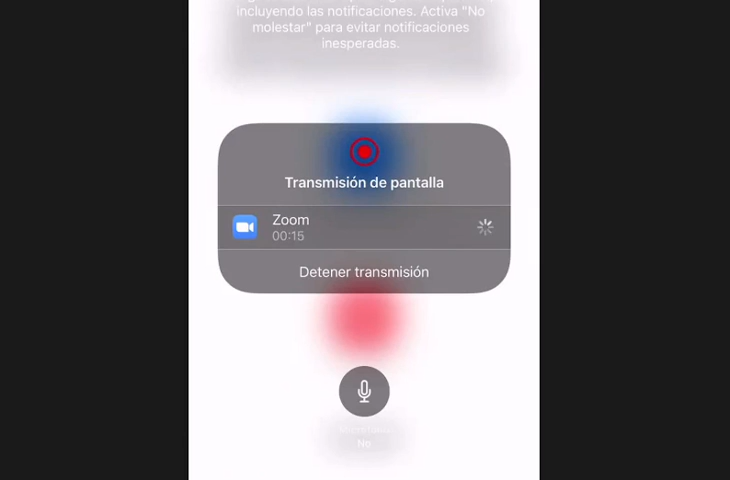 incluyendo las notificaciones. Activa "No
molestar" para evitar notificaciones
inesperadas.
Transmisión de pantalla
Zoom
00:15
Detener transmisión
No